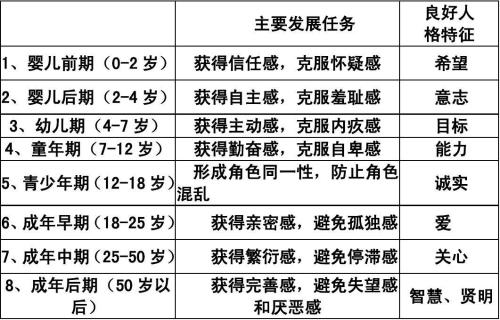 主要发展任务 良好人
格特征
1、婴儿前期（0-2 岁） 获得信任感，克服怀疑感 希望
2、婴儿后期（2-4 岁） 获得自主感，克服羞耻感 意志
3、幼儿期（4-7 岁） 获得主动感，克服内疚感 目标
4、童年期（7-12 岁） 获得勤奋感，克服自卑感 能力
5、青少年期（12-18 岁） 形成角色同一性，防止角色
混乱 诚实
6、成年早期（18-25 岁） 获得亲密感，避免孤独感 爱
7、成年中期（25-50 岁） 获得繁衍感，避免停滞感 关心
8、成年后期（50 岁以
后） 获得完善感，避免失望感
和厌恶感 智慧、贤明